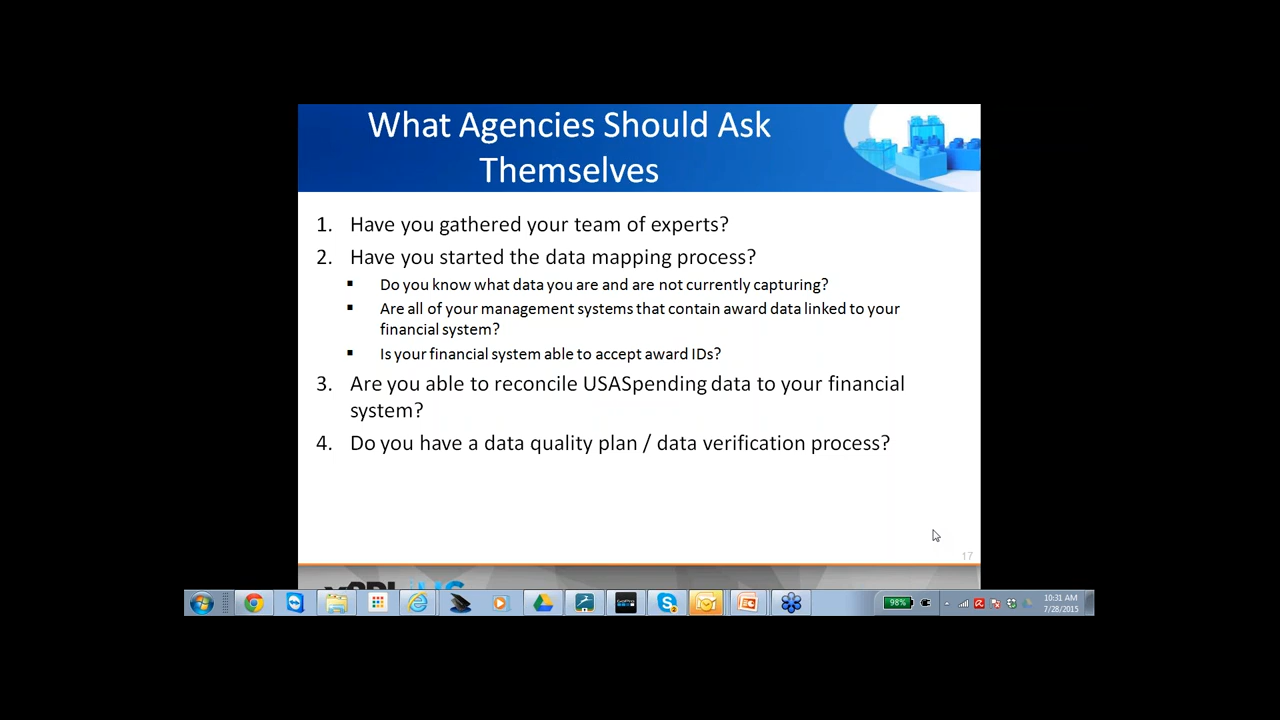 What Agencies Should Ask
Themselves
1. Have you gathered your team of experts?
2. Have you started the data mapping process?
▪ Do you know what data you are and are not currently capturing?
▪ Are all of your management systems that contain award data linked to your
financial system?
▪ Is your financial system able to accept award IDs?
3. Are you able to reconcile USASpending data to your financial
system?
4. Do you have a data quality plan / data verification process?
17
98%
10:31 AM
7/28/2015